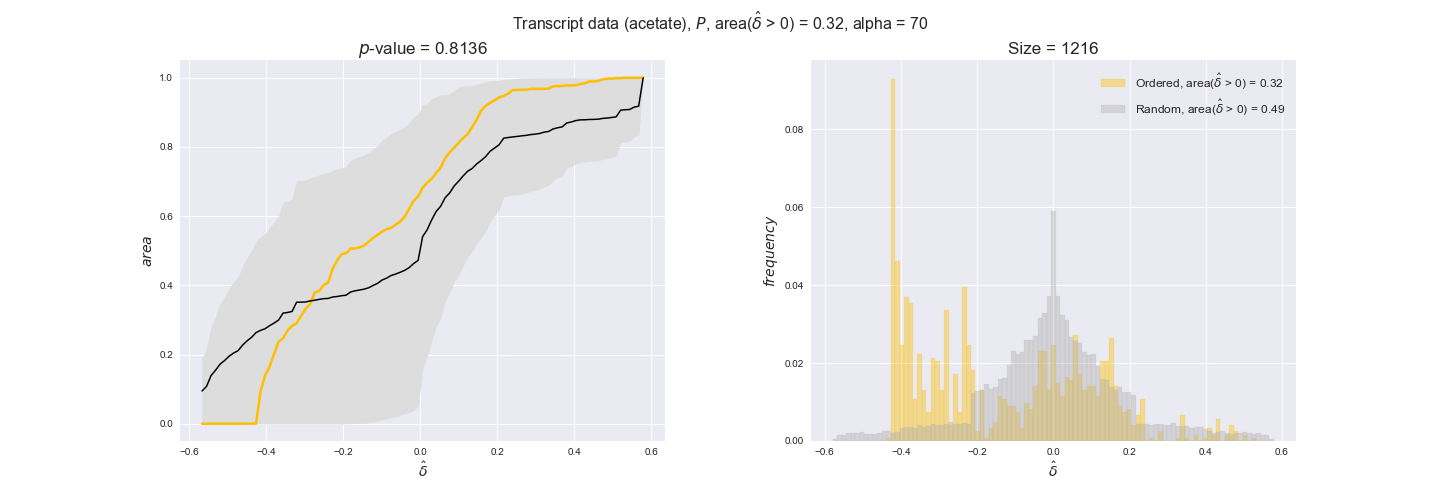 Transcript data (acetate), P, area(δ̂ > 0) = 0.32, alpha = 70
p-value = 0.8136
1.0
0.8
0.6
0.4
0.2
0.0
area
−0.6 −0.4 −0.2 0.0 0.2 0.4 0.6
δ̂
Size = 1216
Ordered, area(δ̂ > 0) = 0.32
Random, area(δ̂ > 0) = 0.49
0.08
0.06
0.04
0.02
0.00
frequency
−0.6 −0.4 −0.2 0.0 0.2 0.4 0.6
δ̂